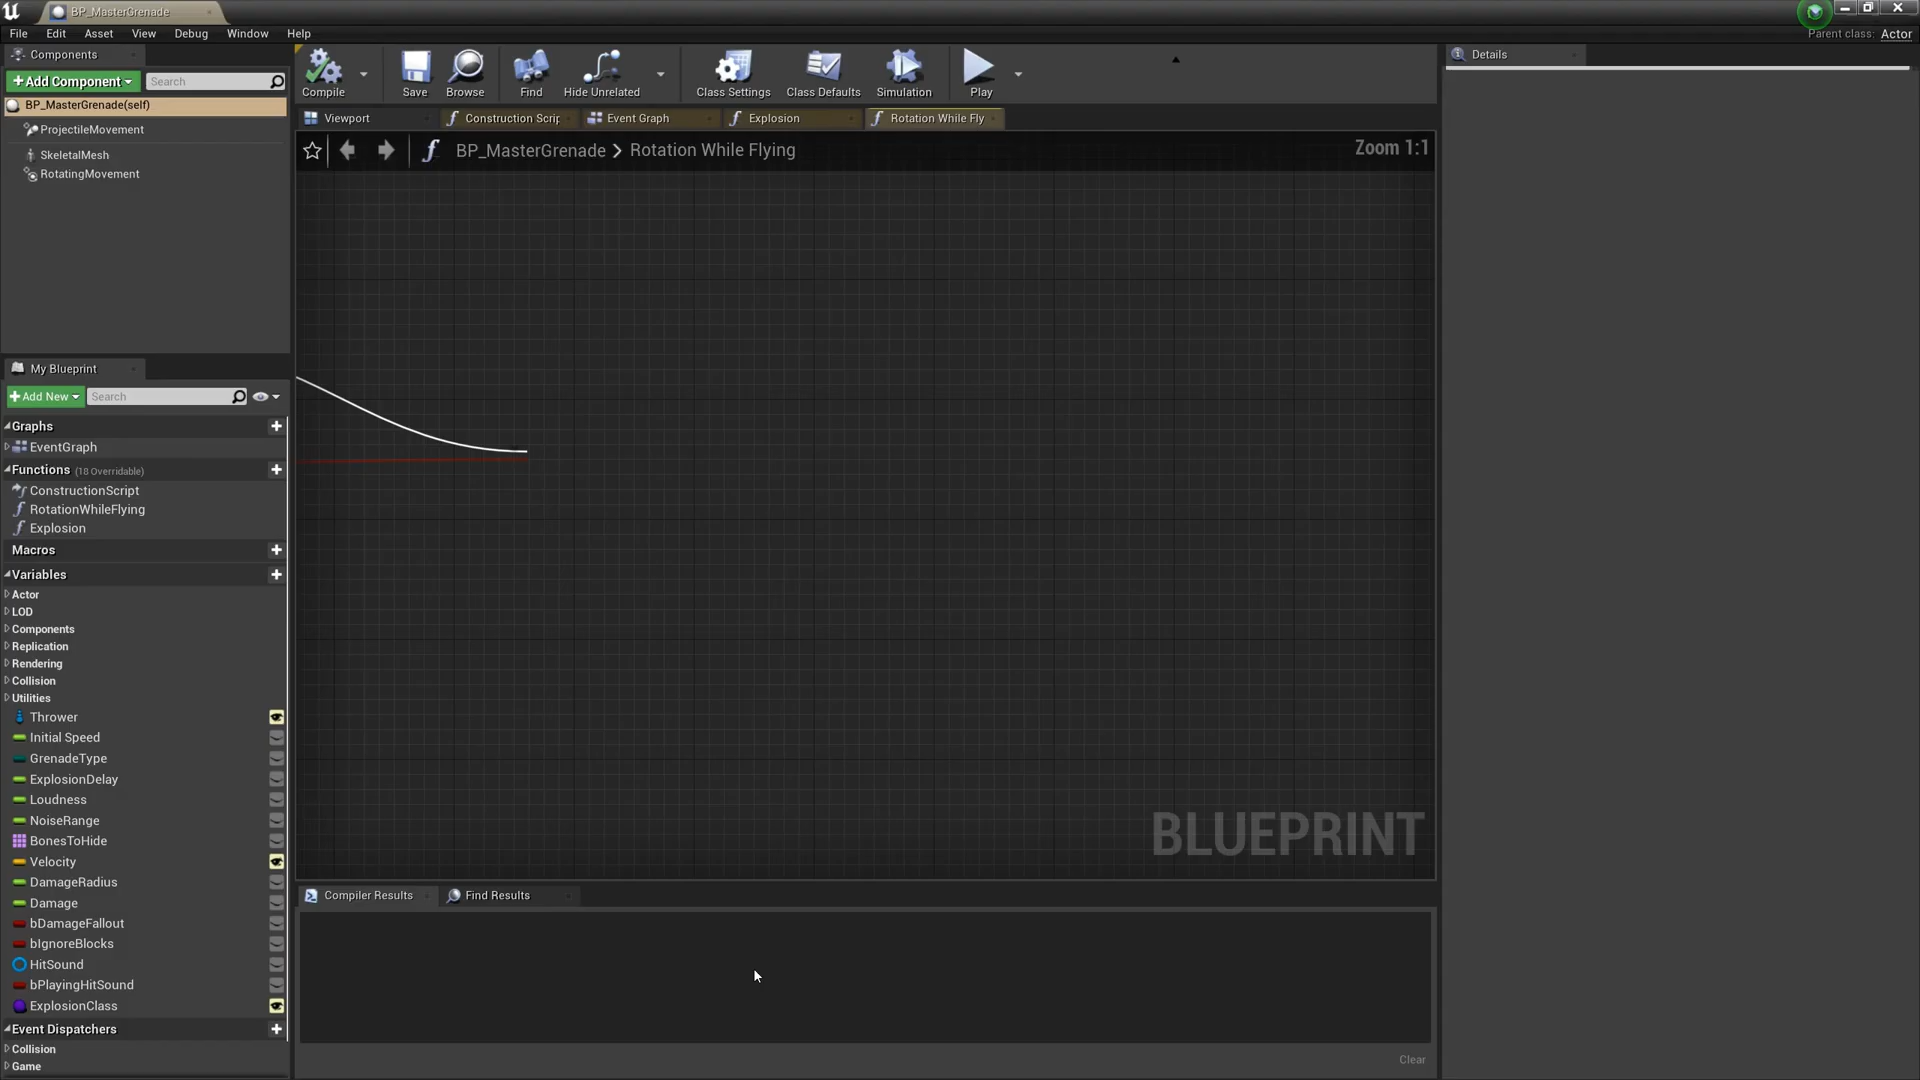 BP_MasterGrenade
File Edit Asset View Debug Window Help
Parent class: Actor
Components
+Add Component
Search
BP_MasterGrenade(self)
ProjectileMovement
SkeletalMesh
RotatingMovement
Compile
Save
Browse
Find
Hide Unrelated
Class Settings
Class Defaults
Simulation
Play
Details
Viewport
Construction Scrip
Event Graph
Explosion
Rotation While Fly
BP_MasterGrenade > Rotation While Flying
Zoom 1:1
My Blueprint
+Add New
Search
Graphs
EventGraph
Functions (18 Overridable)
ConstructionScript
RotationWhileFlying
Explosion
Macros
Variables
Actor
LOD
Components
Replication
Rendering
Collision
Utilities
Thrower
Initial Speed
GrenadeType
ExplosionDelay
Loudness
NoiseRange
BonesToHide
Velocity
DamageRadius
Damage
bDamageFallout
bIgnoreBlocks
HitSound
bPlayingHitSound
ExplosionClass
Event Dispatchers
Collision
Game
BLUEPRINT
Compiler Results
Find Results
Clear